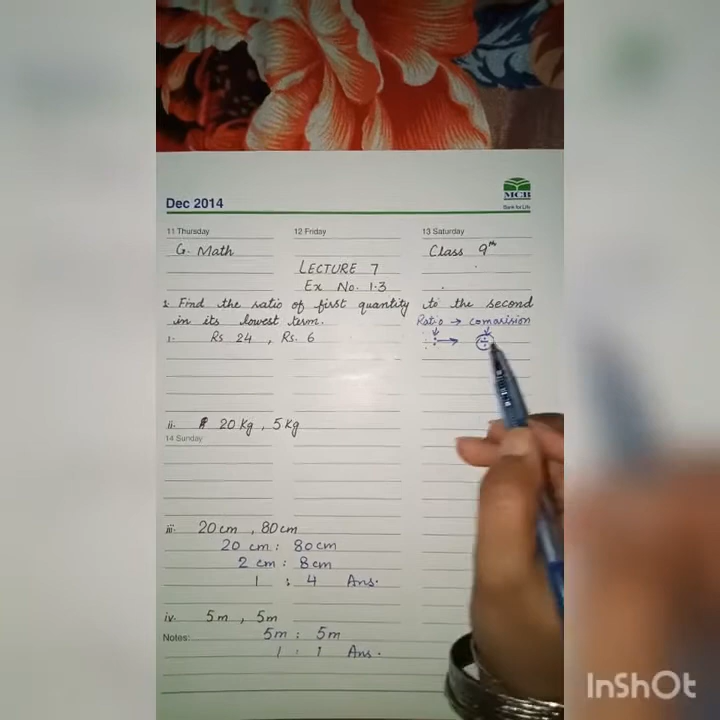 MCB
Bank for Life
Dec 2014
11 Thursday 12 Friday 13 Saturday
G. Math Class 9th
LECTURE 7
Ex No. 1.3
1. Find the ratio of first quantity to the second
in its lowest term. Ratio → comarision
i. Rs 24 , Rs. 6 : → ÷
ii. 20 Kg , 5 Kg
14 Sunday
iii. 20 cm , 80 cm
20 cm : 80 cm
2 cm : 8 cm
1 : 4 Ans.
iv. 5m , 5m
Notes: 5m : 5m
1 : 1 Ans.
InShOt